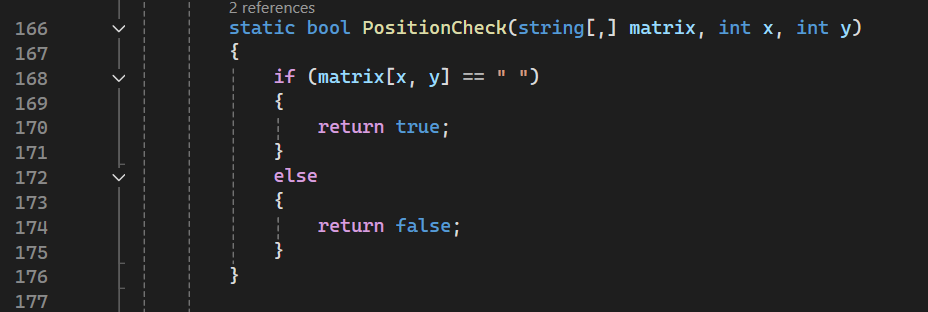 2 references
166 static bool PositionCheck(string[,] matrix, int x, int y)
167 {
168 if (matrix[x, y] == " ")
169 {
170 return true;
171 }
172 else
173 {
174 return false;
175 }
176 }
177